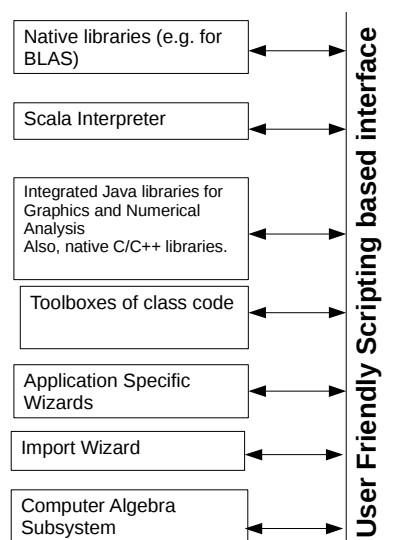 Native libraries (e.g. for
BLAS)
Scala Interpreter
Integrated Java libraries for
Graphics and Numerical
Analysis
Also, native C/C++ libraries.
Toolboxes of class code
Application Specific
Wizards
Import Wizard
Computer Algebra
Subsystem
User Friendly Scripting based interface